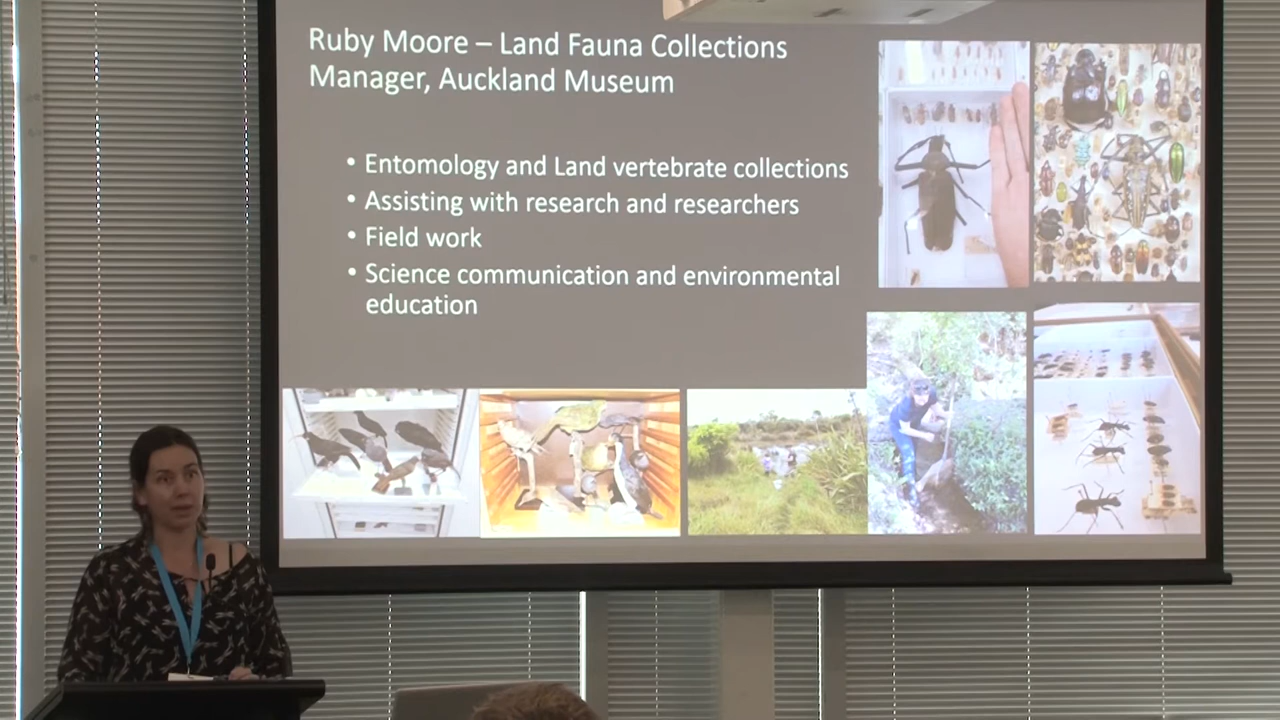 Ruby Moore – Land Fauna Collections
Manager, Auckland Museum
• Entomology and Land vertebrate collections
• Assisting with research and researchers
• Field work
• Science communication and environmental
education